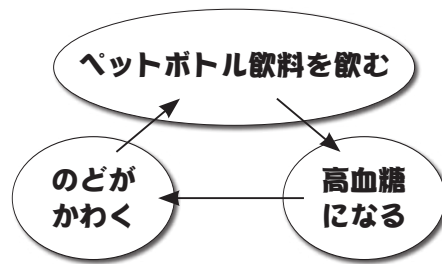 ペットボトル飲料を飲む
のどが
かわく
高血糖
になる